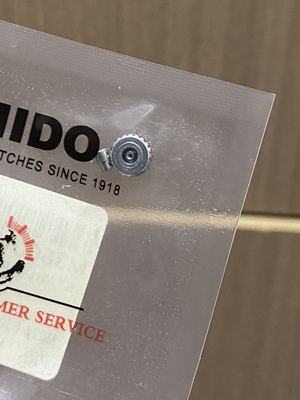 MIDO
TCHES SINCE 1918
MER SERVICE